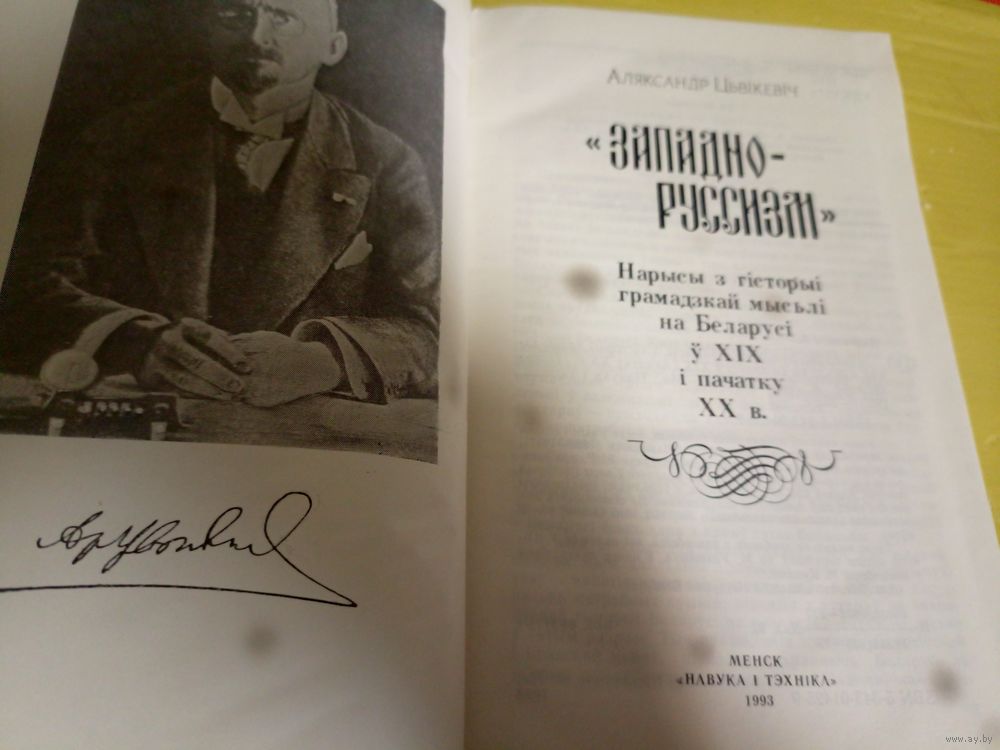 Аляксандр Цьвікевіч
«ЗАПАДНО-
РУССИЗМ»
Нарысы з гісторыі
грамадзкай мысьлі
на Беларусі
ў XIX
і пачатку
XX в.
МЕНСК
«НАВУКА І ТЭХНІКА»
1993
www.ay.by